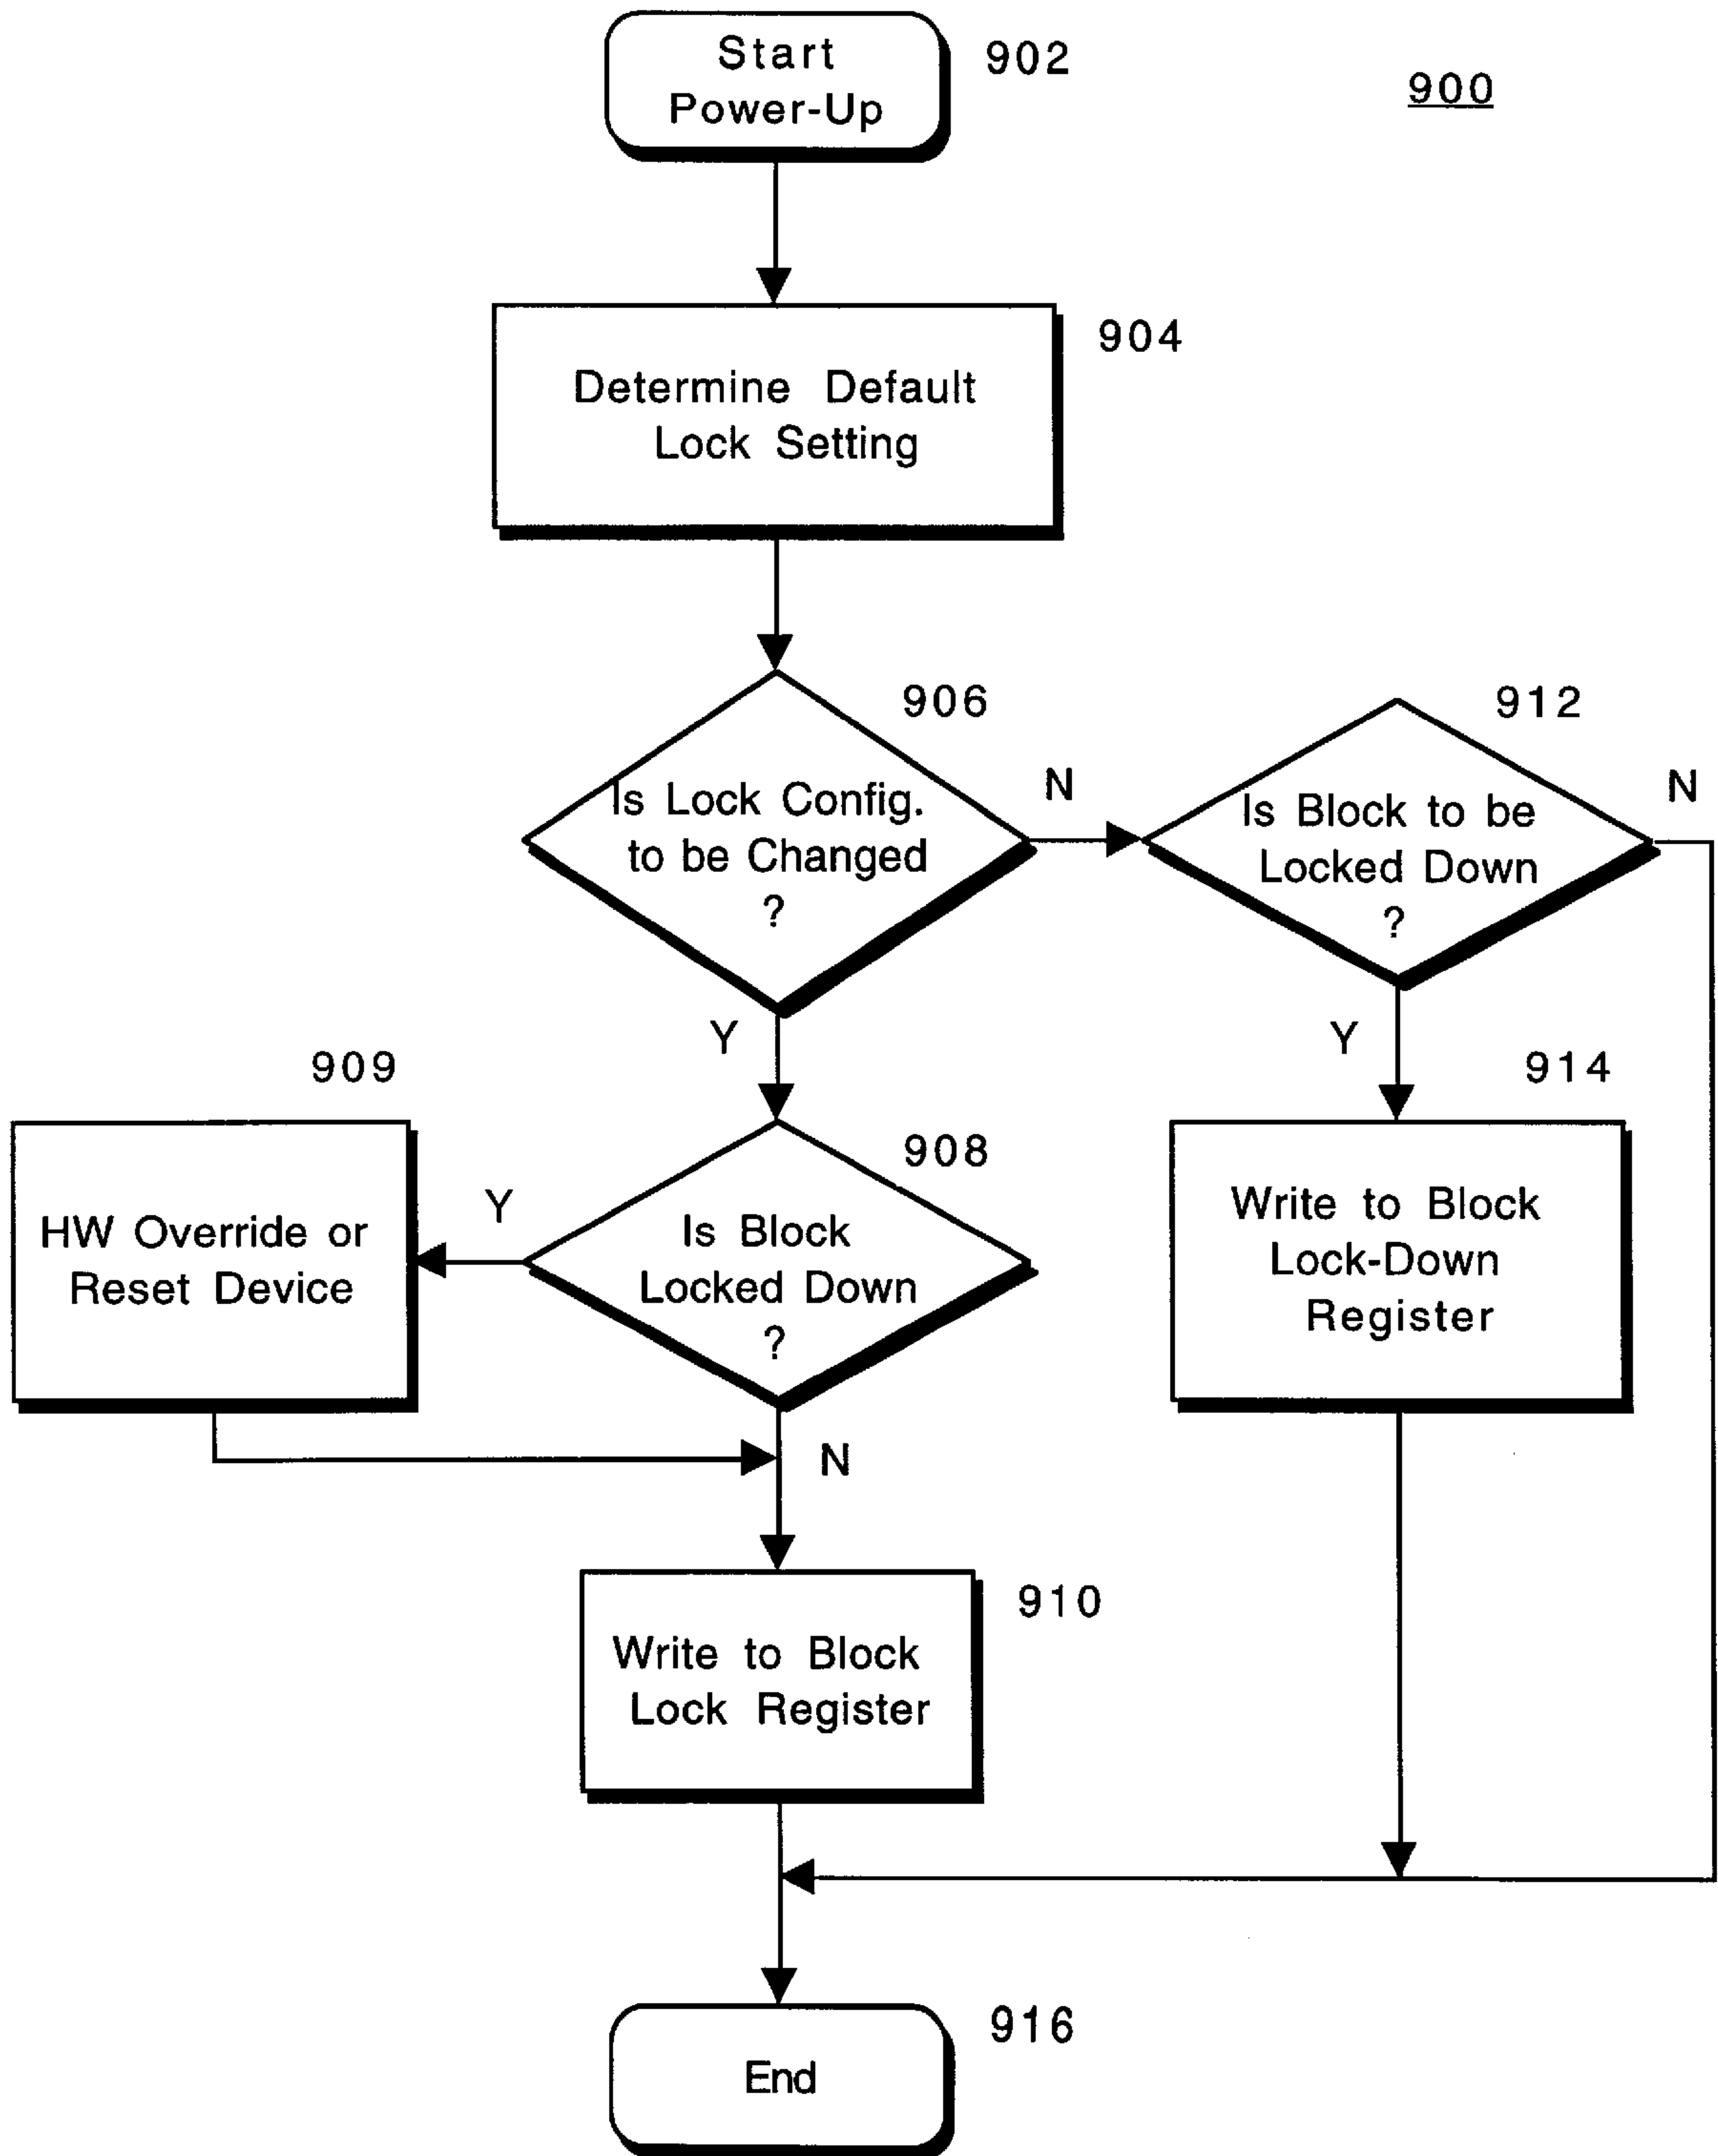 Start
Power-Up
902
900
Determine Default
Lock Setting
904
Is Lock Config.
to be Changed
?
906
N
Y
Is Block to be
Locked Down
?
912
N
Y
909
HW Override or
Reset Device
Y
Is Block
Locked Down
?
908
N
914
Write to Block
Lock-Down
Register
Write to Block
Lock Register
910
End
916